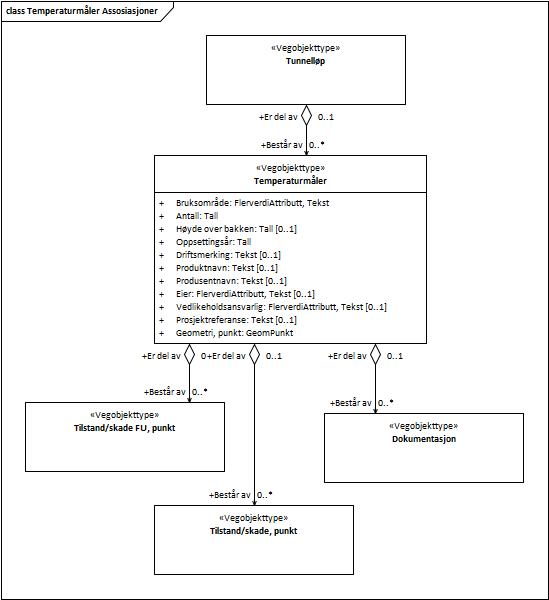 class Temperaturmåler Assosiasjoner
«Vegobjekttype»
Tunnelløp
+Er del av 0..1
+Består av 0..*
«Vegobjekttype»
Temperaturmåler
+ Bruksområde: FlerverdiAttributt, Tekst
+ Antall: Tall
+ Høyde over bakken: Tall [0..1]
+ Oppsettingsår: Tall
+ Driftsmerking: Tekst [0..1]
+ Produktnavn: Tekst [0..1]
+ Produsentnavn: Tekst [0..1]
+ Eier: FlerverdiAttributt, Tekst [0..1]
+ Vedlikeholdsansvarlig: FlerverdiAttributt, Tekst [0..1]
+ Prosjektreferanse: Tekst [0..1]
+ Geometri, punkt: GeomPunkt
+Er del av 0 +Er del av 0..1 +Er del av 0..1
+Består av 0..*
«Vegobjekttype»
Tilstand/skade FU, punkt
+Består av 0..*
«Vegobjekttype»
Dokumentasjon
+Består av 0..*
«Vegobjekttype»
Tilstand/skade, punkt